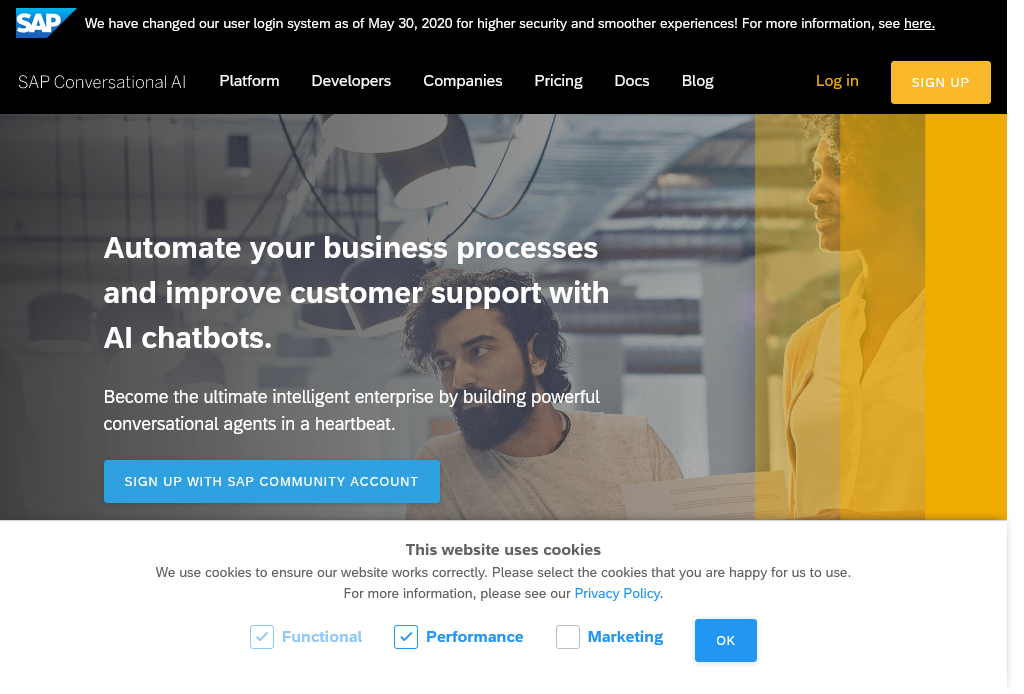 SAP
We have changed our user login system as of May 30, 2020 for higher security and smoother experiences! For more information, see here.
SAP Conversational AI
Platform
Developers
Companies
Pricing
Docs
Blog
Log in
SIGN UP
Automate your business processes
and improve customer support with
AI chatbots.
Become the ultimate intelligent enterprise by building powerful
conversational agents in a heartbeat.
SIGN UP WITH SAP COMMUNITY ACCOUNT
This website uses cookies
We use cookies to ensure our website works correctly. Please select the cookies that you are happy for us to use.
For more information, please see our Privacy Policy.
Functional
Performance
Marketing
OK